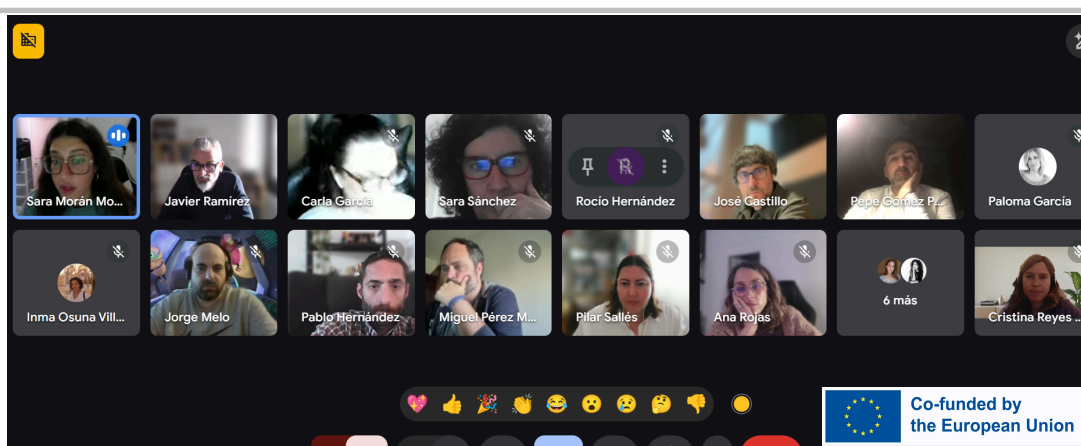 Sara Morán Mo...
Javier Ramírez
Carla García
Sara Sánchez
Rocío Hernández
José Castillo
Pepe Gómez P...
Paloma García
Inma Osuna Vill...
Jorge Melo
Pablo Hernández
Miguel Pérez M...
Pilar Sallés
Ana Rojas
6 más
Cristina Reyes ...
Co-funded by
the European Union